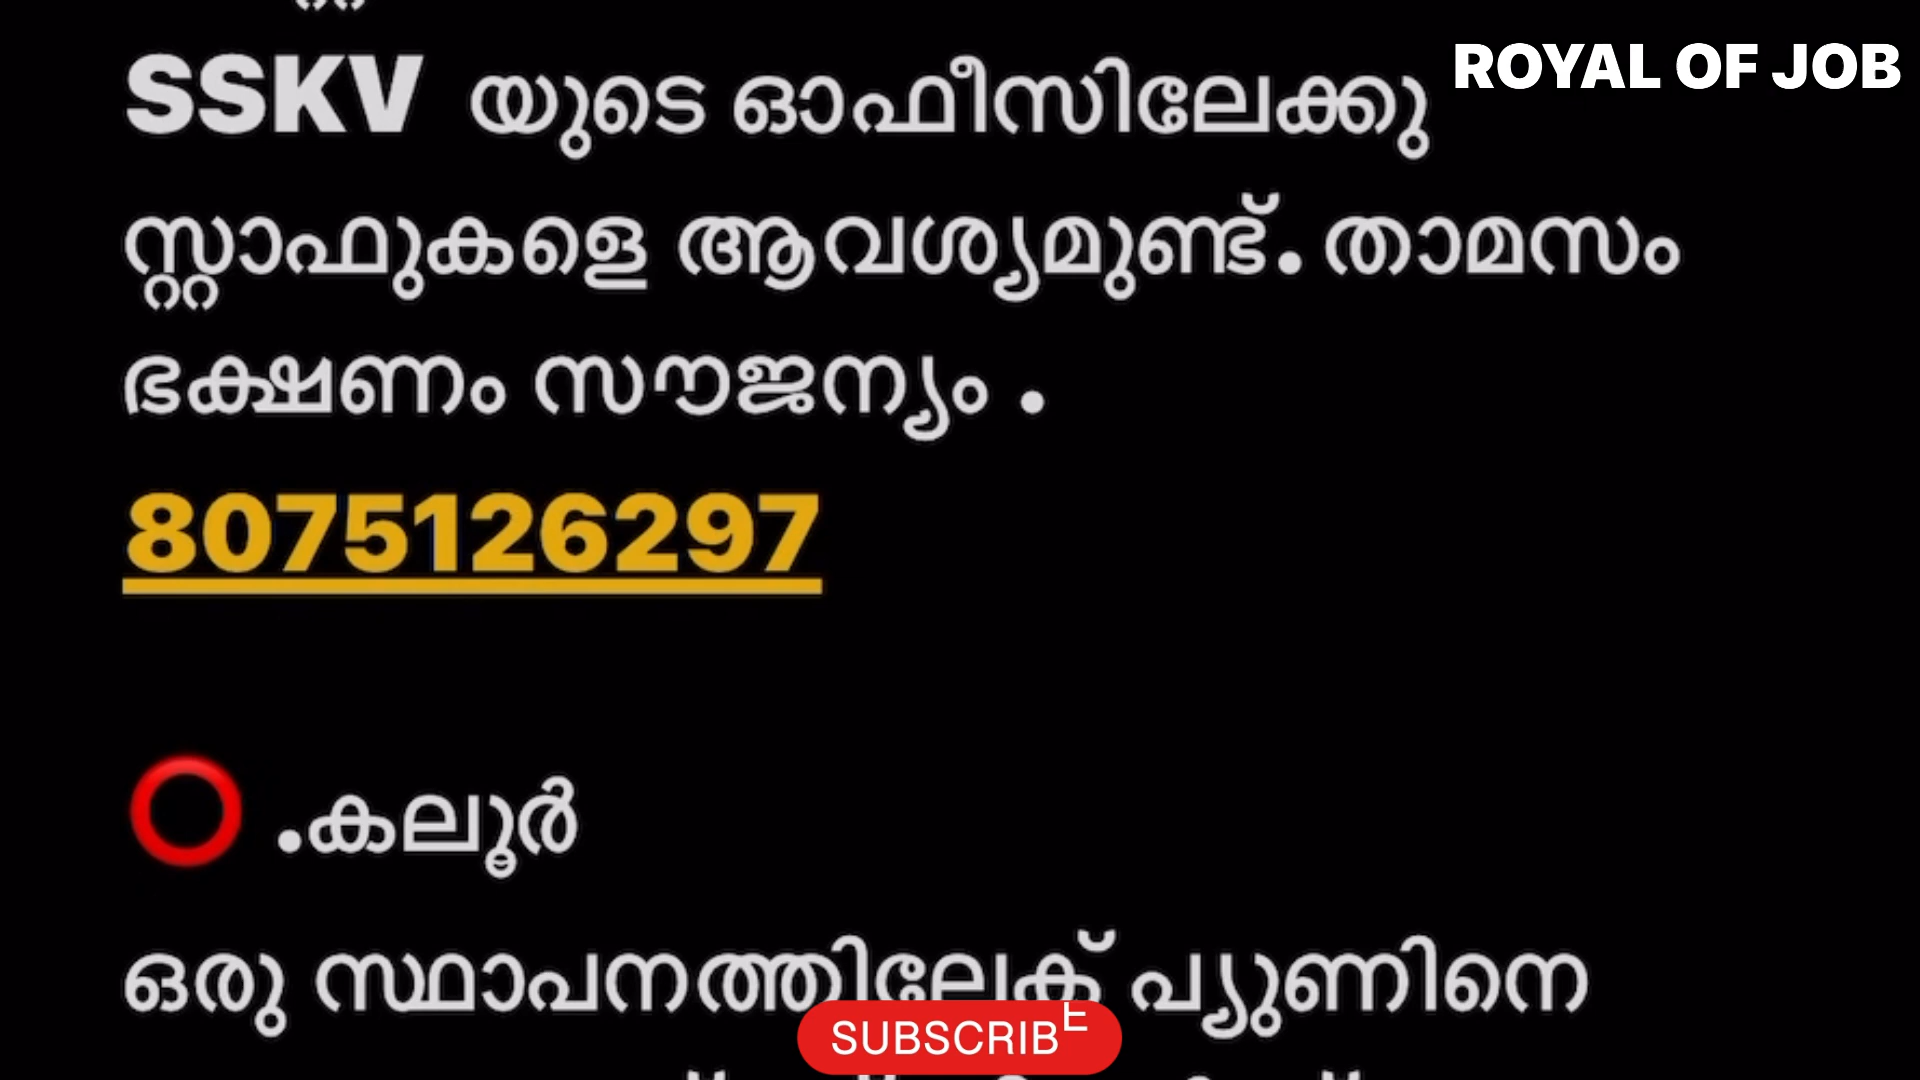 ROYAL OF JOB
SSKV യുടെ ഓഫീസിലേക്കു
സ്റ്റാഫുകളെ ആവശ്യമുണ്ട്. താമസം
ഭക്ഷണം സൗജന്യം .
8075126297
.കലൂർ
ഒരു സ്ഥാപനത്തിലേക് പ്യുണിനെ
SUBSCRIBE